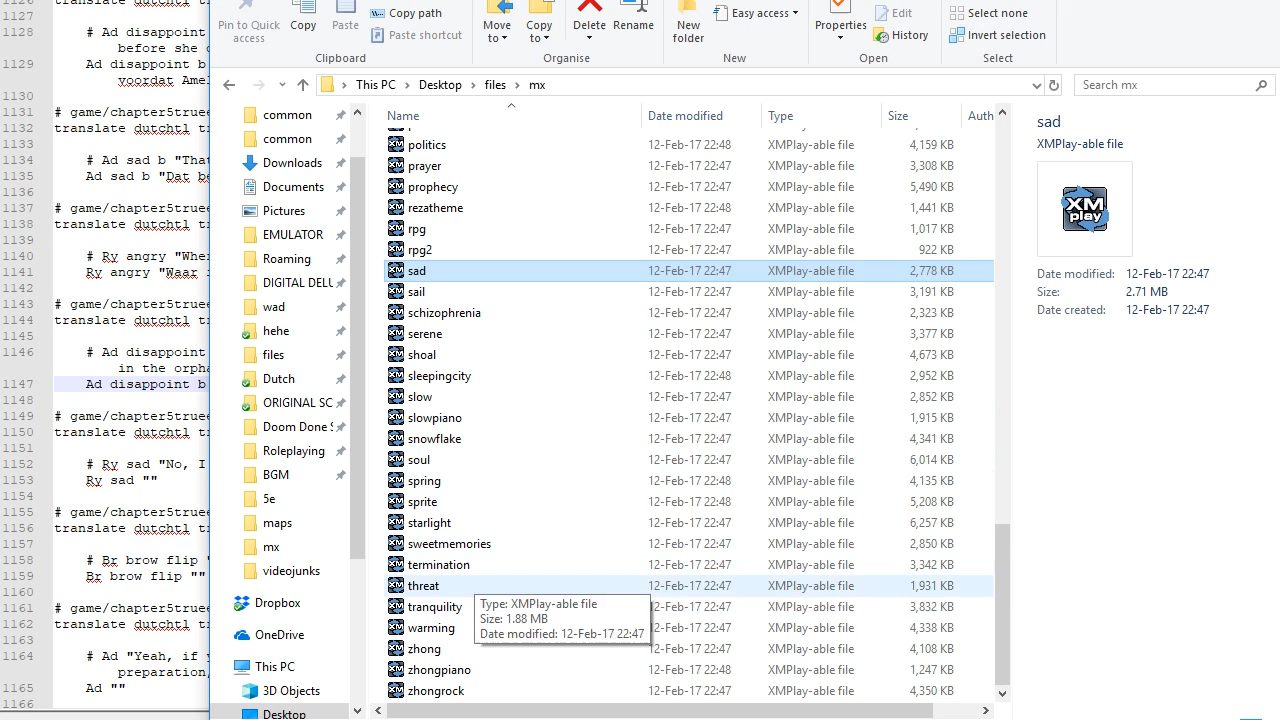 1126 translate dutchtl t
1127
1128 # Ad disappoint
before she
1129 Ad disappoint b
voordat Amel
1130
1131 # game/chapter5truee
1132 translate dutchtl t
1133
1134 # Ad sad b "That
1135 Ad sad b "Dat be
1136
1137 # game/chapter5truee
1138 translate dutchtl t
1139
1140 # Ry angry "Whe
1141 Ry angry "Waar
1142
1143 # game/chapter5truee
1144 translate dutchtl t
1145
1146 # Ad disappoint
in the orpha
1147 Ad disappoint b
1148
1149 # game/chapter5truee
1150 translate dutchtl t
1151
1152 # Ry sad "No, I
1153 Ry sad ""
1154
1155 # game/chapter5truee
1156 translate dutchtl t
1157
1158 # Br brow flip "
1159 Br brow flip ""
1160
1161 # game/chapter5truee
1162 translate dutchtl t
1163
1164 # Ad "Yeah, if y
preparation,
1165 Ad ""
1166
Pin to Quick access
Copy
Paste
Copy path
Paste shortcut
Clipboard
Move to
Copy to
Delete
Rename
Organise
New folder
Easy access
New
Properties
Edit
History
Open
Select none
Invert selection
Select
This PC > Desktop > files > mx
Search mx
common
common
Downloads
Documents
Pictures
EMULATOR
Roaming
DIGITAL DELU
wad
hehe
files
Dutch
ORIGINAL SC
Doom Done S
Roleplaying
BGM
5e
maps
mx
videojunks
Dropbox
OneDrive
This PC
3D Objects
Desktop
Name Date modified Type Size Auth
politics 12-Feb-17 22:48 XMPlay-able file 4,159 KB
prayer 12-Feb-17 22:47 XMPlay-able file 3,308 KB
prophecy 12-Feb-17 22:47 XMPlay-able file 5,490 KB
rezatheme 12-Feb-17 22:48 XMPlay-able file 1,441 KB
rpg 12-Feb-17 22:47 XMPlay-able file 1,017 KB
rpg2 12-Feb-17 22:47 XMPlay-able file 922 KB
sad 12-Feb-17 22:47 XMPlay-able file 2,778 KB
sail 12-Feb-17 22:47 XMPlay-able file 3,191 KB
schizophrenia 12-Feb-17 22:47 XMPlay-able file 2,323 KB
serene 12-Feb-17 22:47 XMPlay-able file 3,377 KB
shoal 12-Feb-17 22:47 XMPlay-able file 4,673 KB
sleepingcity 12-Feb-17 22:48 XMPlay-able file 2,952 KB
slow 12-Feb-17 22:47 XMPlay-able file 2,852 KB
slowpiano 12-Feb-17 22:47 XMPlay-able file 1,915 KB
snowflake 12-Feb-17 22:47 XMPlay-able file 4,341 KB
soul 12-Feb-17 22:47 XMPlay-able file 6,014 KB
spring 12-Feb-17 22:48 XMPlay-able file 4,135 KB
sprite 12-Feb-17 22:48 XMPlay-able file 5,208 KB
starlight 12-Feb-17 22:47 XMPlay-able file 6,257 KB
sweetmemories 12-Feb-17 22:47 XMPlay-able file 2,850 KB
termination 12-Feb-17 22:47 XMPlay-able file 3,342 KB
threat 12-Feb-17 22:47 XMPlay-able file 1,931 KB
tranquility 12-Feb-17 22:47 XMPlay-able file 3,832 KB
warming 12-Feb-17 22:47 XMPlay-able file 4,338 KB
zhong 12-Feb-17 22:47 XMPlay-able file 4,108 KB
zhongpiano 12-Feb-17 22:48 XMPlay-able file 1,247 KB
zhongrock 12-Feb-17 22:47 XMPlay-able file 4,350 KB
Type: XMPlay-able file
Size: 1.88 MB
Date modified: 12-Feb-17 22:47
sad
XMPlay-able file
XM
play
Date modified: 12-Feb-17 22:47
Size: 2.71 MB
Date created: 12-Feb-17 22:47